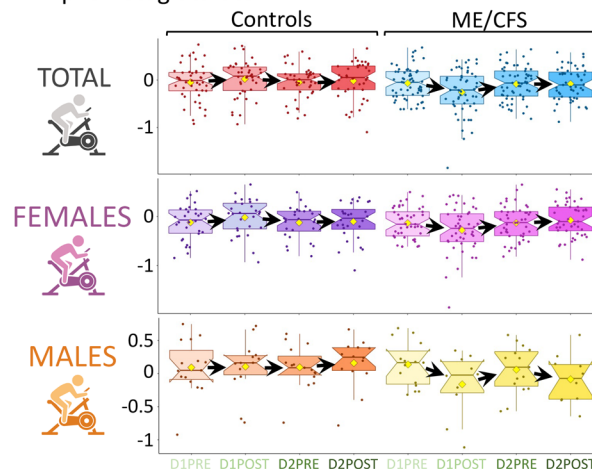 Controls ME/CFS
TOTAL
0
-1
FEMALES
0
-1
MALES
0.5
0
-0.5
-1
D1PRE D1POST D2PRE D2POST D1PRE D1POST D2PRE D2POST